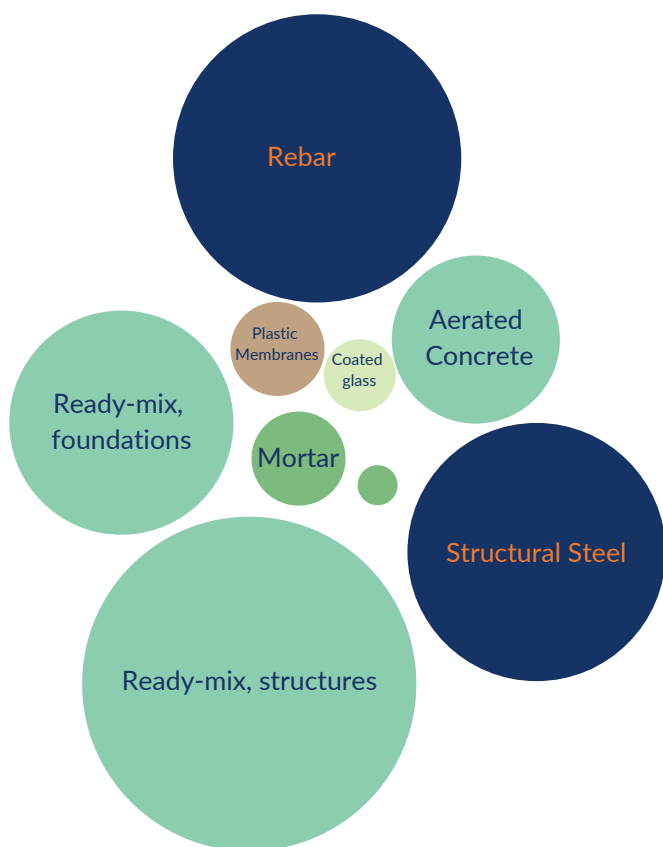 Rebar
Aerated
Concrete
Plastic
Membranes
Coated
glass
Ready-mix,
foundations
Mortar
Structural Steel
Ready-mix, structures